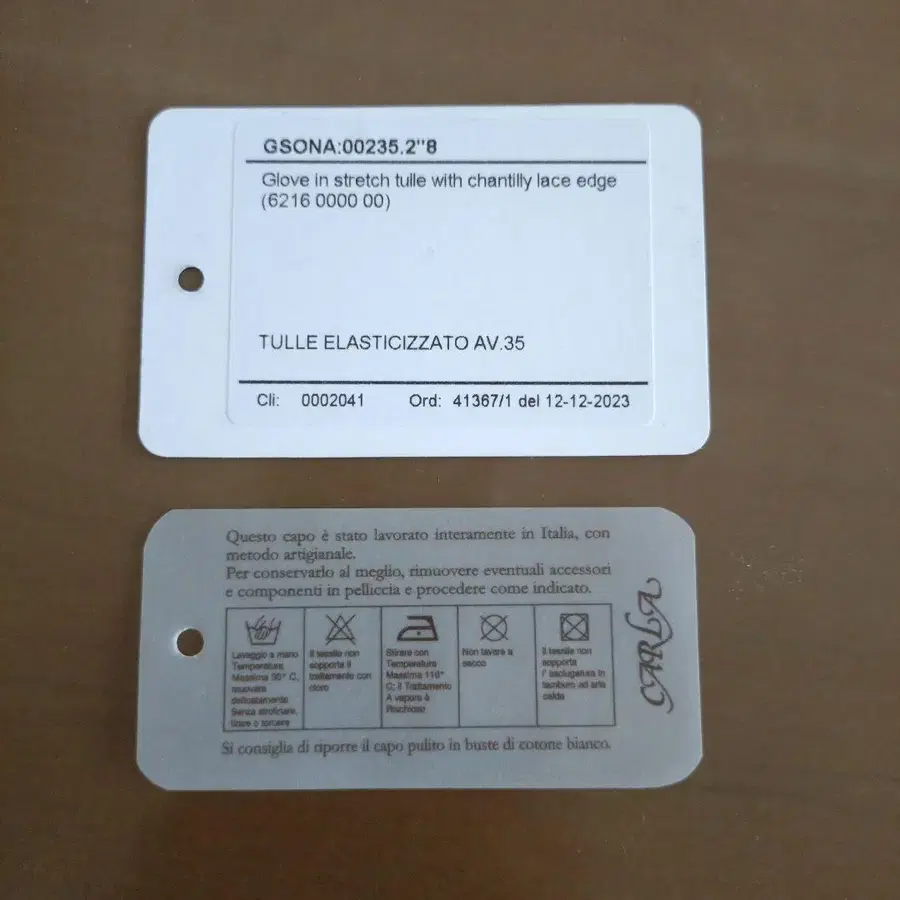 GSONA:00235.2"8
Glove in stretch tulle with chantilly lace edge
(6216 0000 00)
TULLE ELASTICIZZATO AV.35
Cli: 0002041 Ord: 41367/1 del 12-12-2023
Questo capo è stato lavorato interamente in Italia, con
metodo artigianale.
Per conservarlo al meglio, rimuovere eventuali accessori
e componenti in pelliccia e procedere come indicato.
Lavaggio a mano
Temperatura
Massima 30° C,
muovere
delicatamente
Senza strofinare,
tirare o torcere
Il tessile non
sopporta il
trattamento con
cloro
Stirare con
Temperatura
Massima 110°
C; il Trattamento
A vapore è
Rischioso
Non lavare a
secco
il tessile non
sopporta
l' asciugatura in
tamburo ad aria
calda
CARLA
Si consiglia di riporre il capo pulito in buste di cotone bianco.